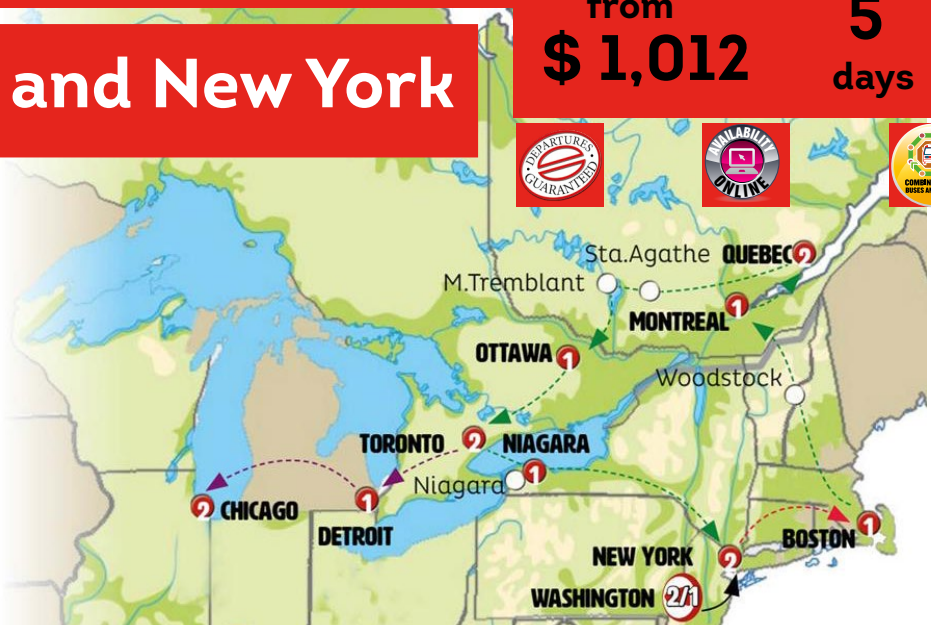 from
$ 1,012
5
days
and New York
DEPARTURES
GUARANTEED
AVAILABILITY
ONLINE
Sta.Agathe
QUEBEC
2
M.Tremblant
MONTREAL
1
OTTAWA
1
Woodstock
TORONTO
2
NIAGARA
1
Niagara
2
CHICAGO
1
DETROIT
BOSTON
1
NEW YORK
2
WASHINGTON
2/1